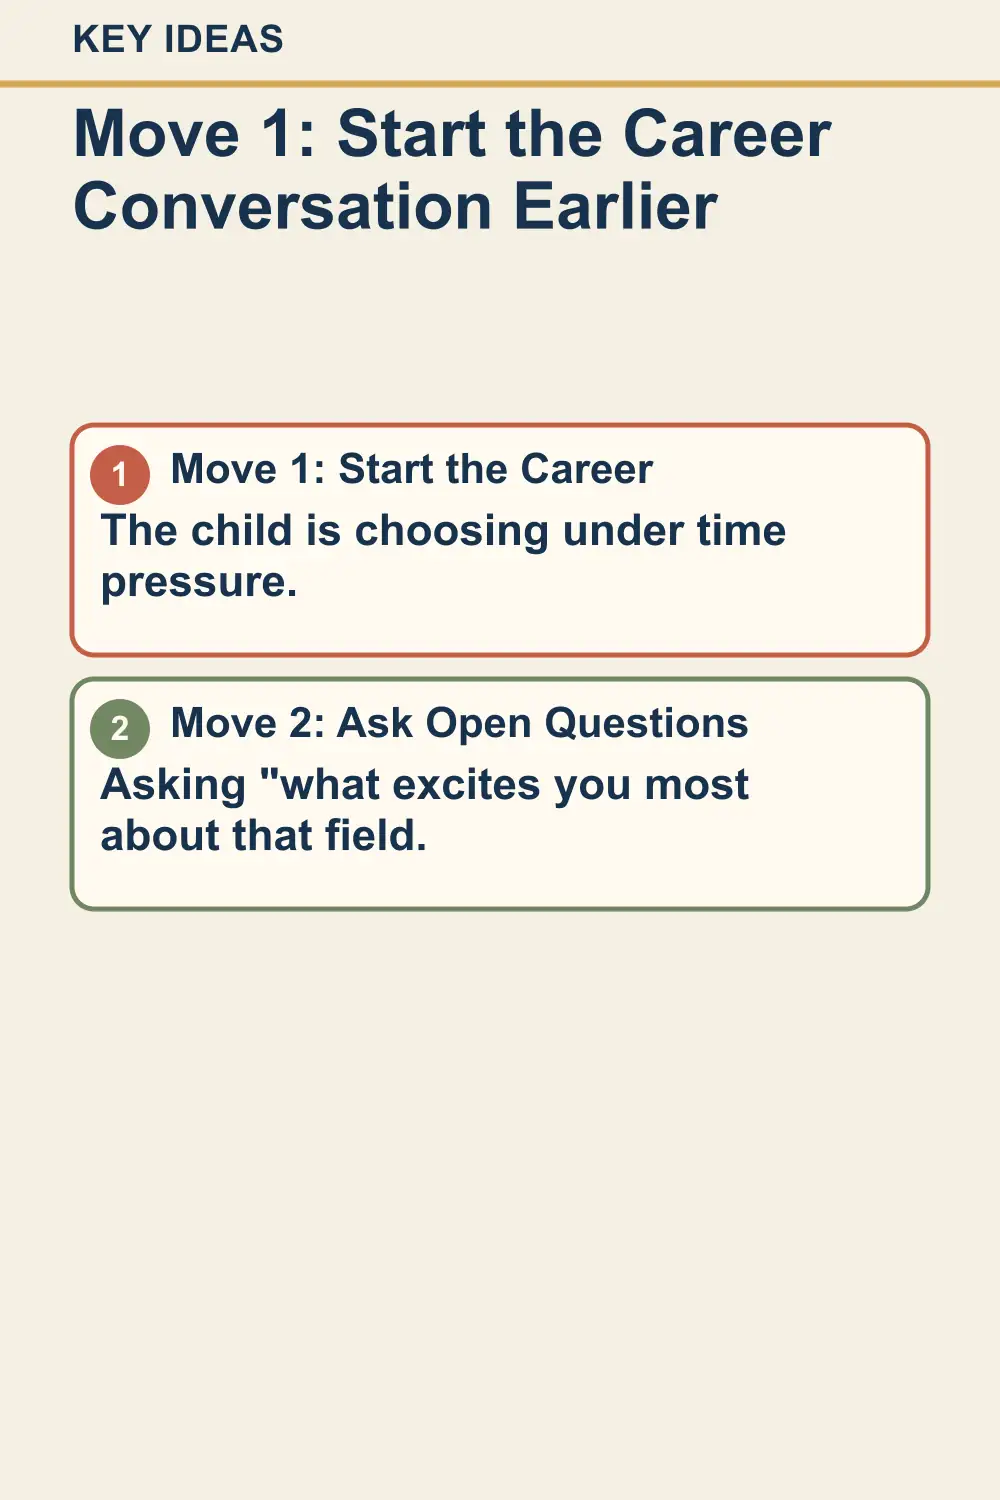 KEY IDEAS
Move 1: Start the Career
Conversation Earlier
1 Move 1: Start the Career
The child is choosing under time
pressure.
2 Move 2: Ask Open Questions
Asking "what excites you most
about that field.